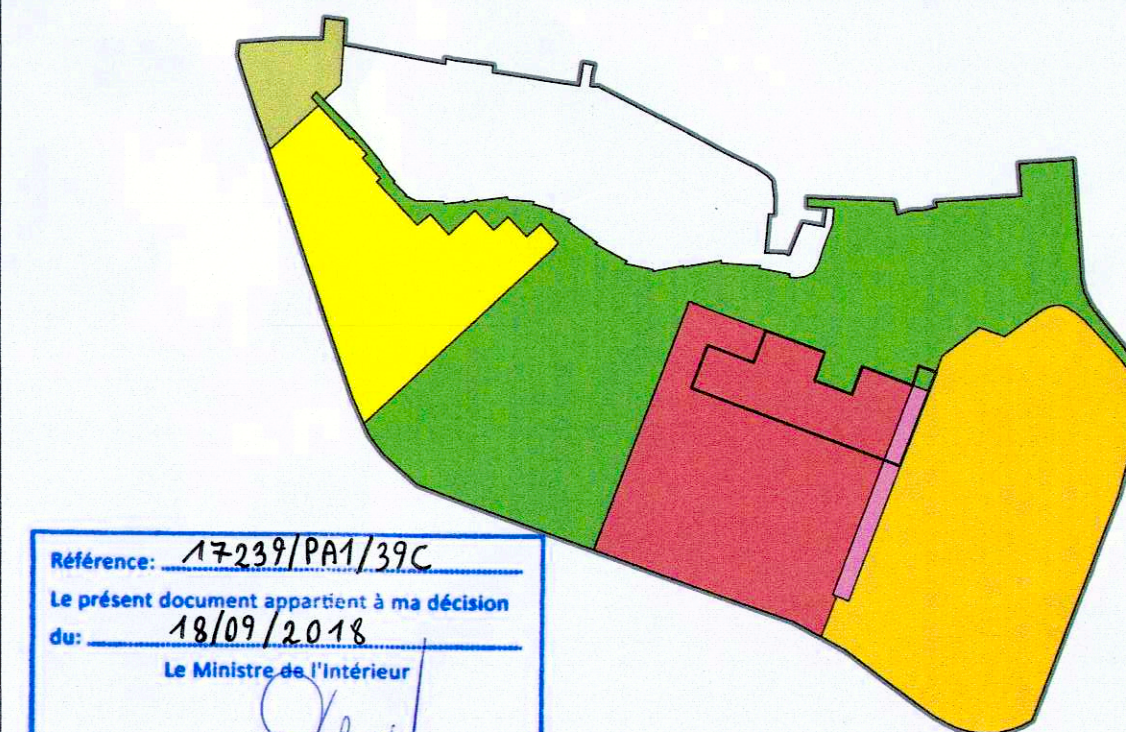 Référence: 17239/PA1/39C
Le présent document appartient à ma décision
du: 18/09/2018
Le Ministre de l'Intérieur